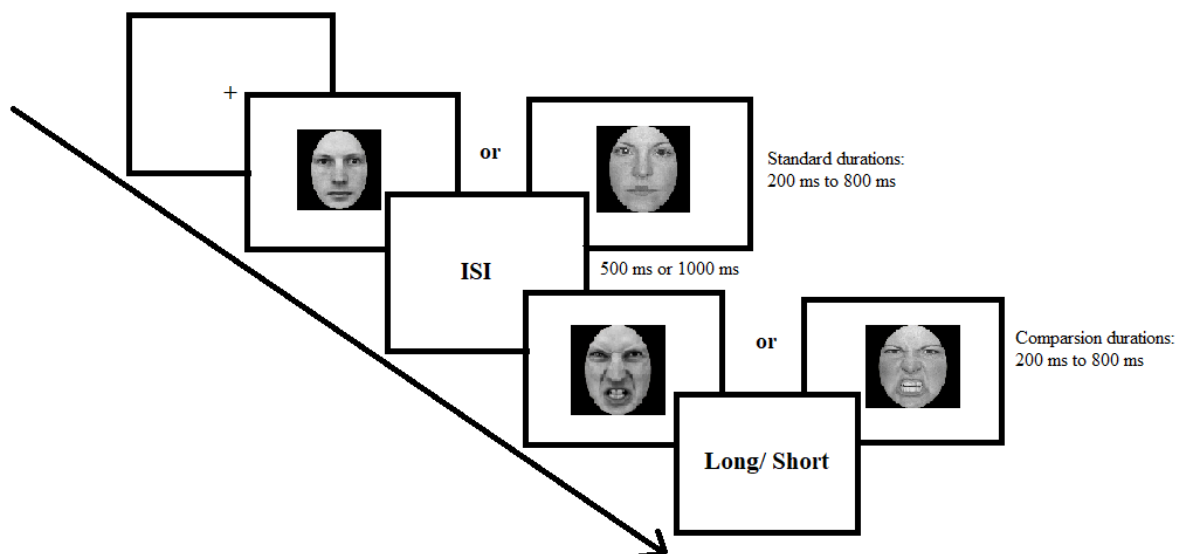 +
or
Standard durations:
200 ms to 800 ms
ISI
500 ms or 1000 ms
or
Comparsion durations:
200 ms to 800 ms
Long/ Short